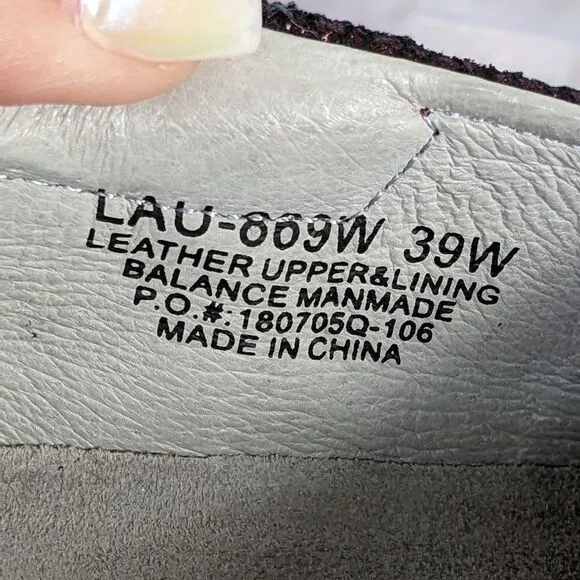 LAU-869W 39W
LEATHER UPPER&LINING
BALANCE MANMADE
P.O.#:180705Q-106
MADE IN CHINA